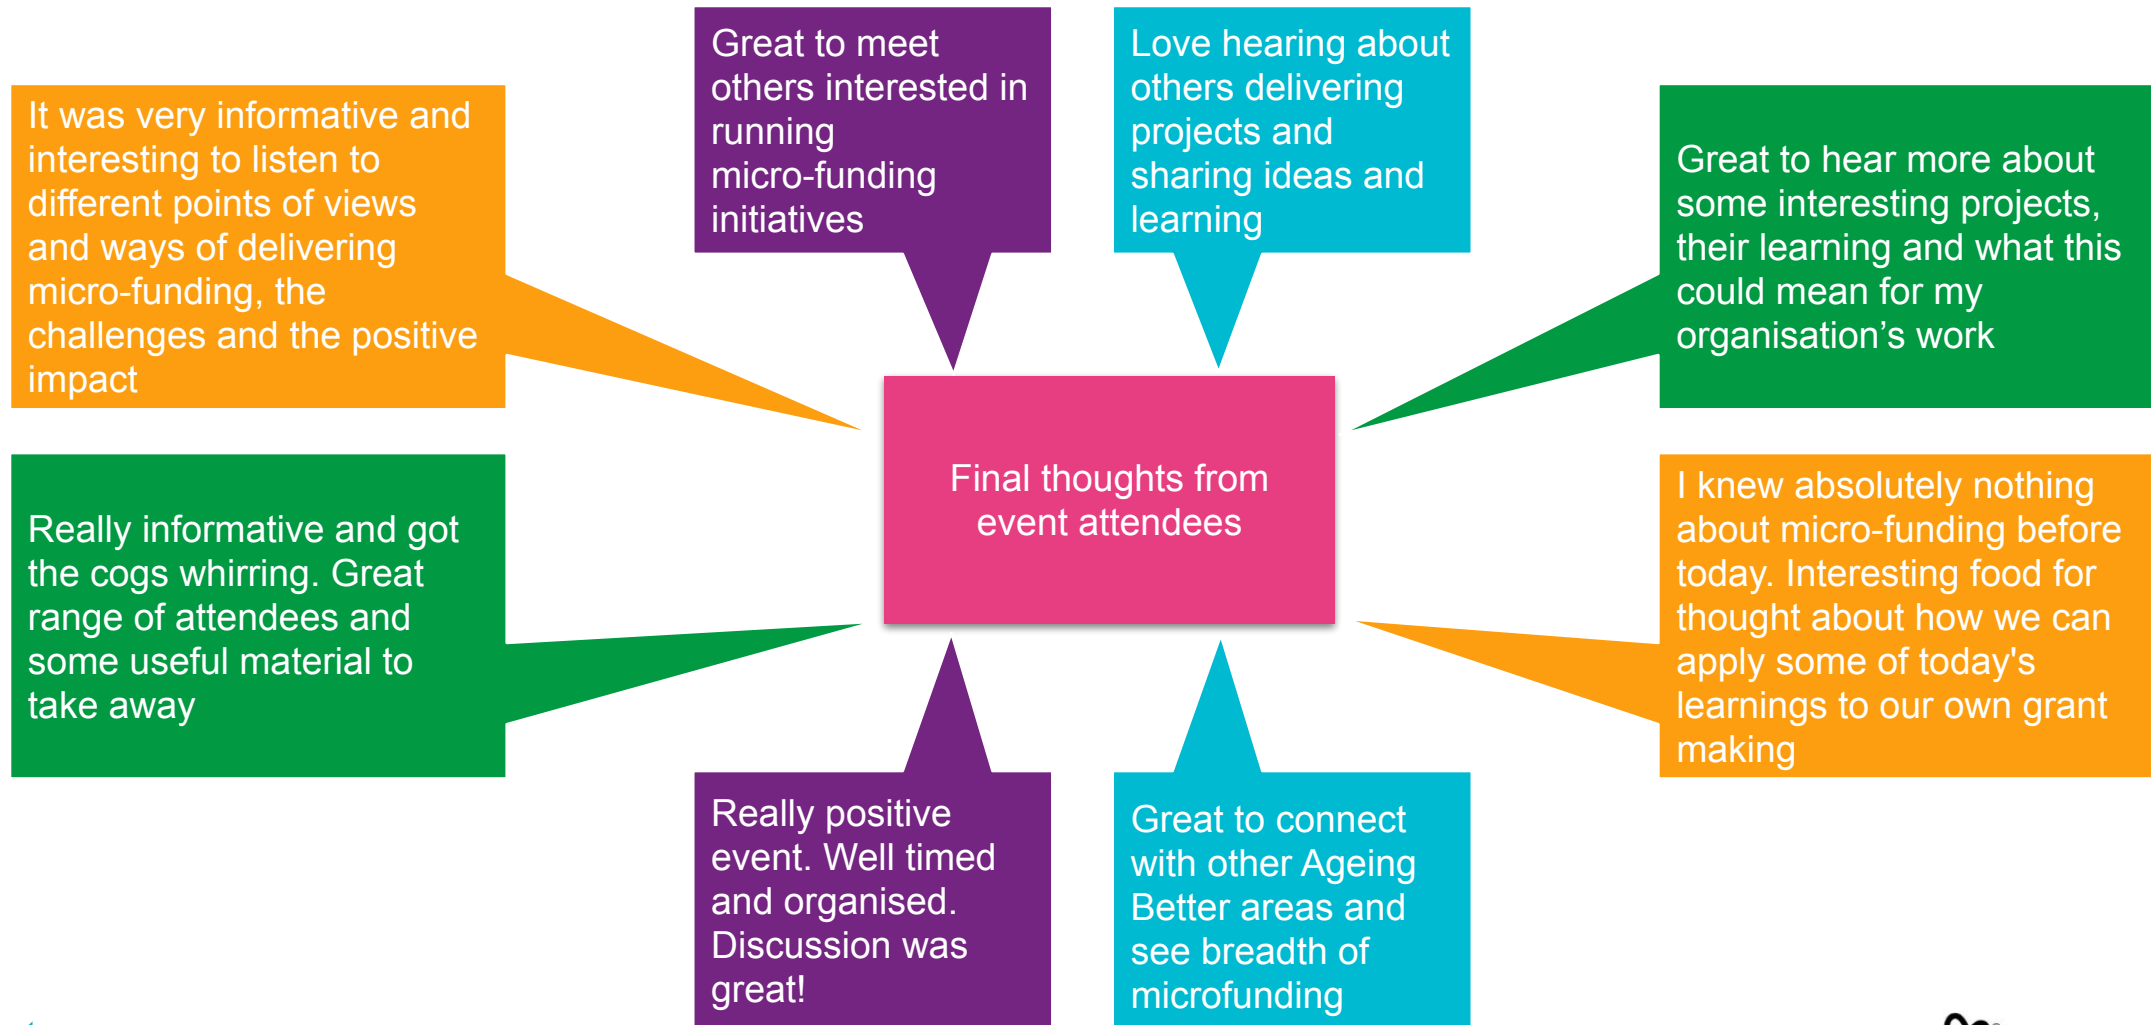 Great to meet
others interested in
running
micro-funding
initiatives
Love hearing about
others delivering
projects and
sharing ideas and
learning
It was very informative and
interesting to listen to
different points of views
and ways of delivering
micro-funding, the
challenges and the positive
impact
Great to hear more about
some interesting projects,
their learning and what this
could mean for my
organisation’s work
Final thoughts from
event attendees
Really informative and got
the cogs whirring. Great
range of attendees and
some useful material to
take away
I knew absolutely nothing
about micro-funding before
today. Interesting food for
thought about how we can
apply some of today's
learnings to our own grant
making
Really positive
event. Well timed
and organised.
Discussion was
great!
Great to connect
with other Ageing
Better areas and
see breadth of
microfunding